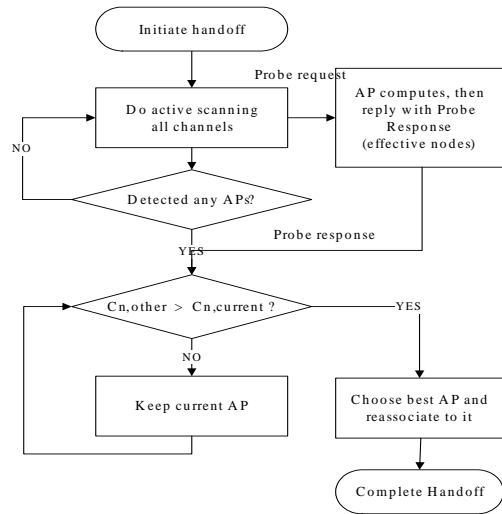 Initiate handoff
Probe request
Do active scanning
all channels
AP computes, then
reply with Probe
Response
(effective nodes)
NO
Detected any APs?
Probe response
YES
Cn,other > Cn,current ?
YES
NO
Keep current AP
Choose best AP and
reassociate to it
Complete Handoff